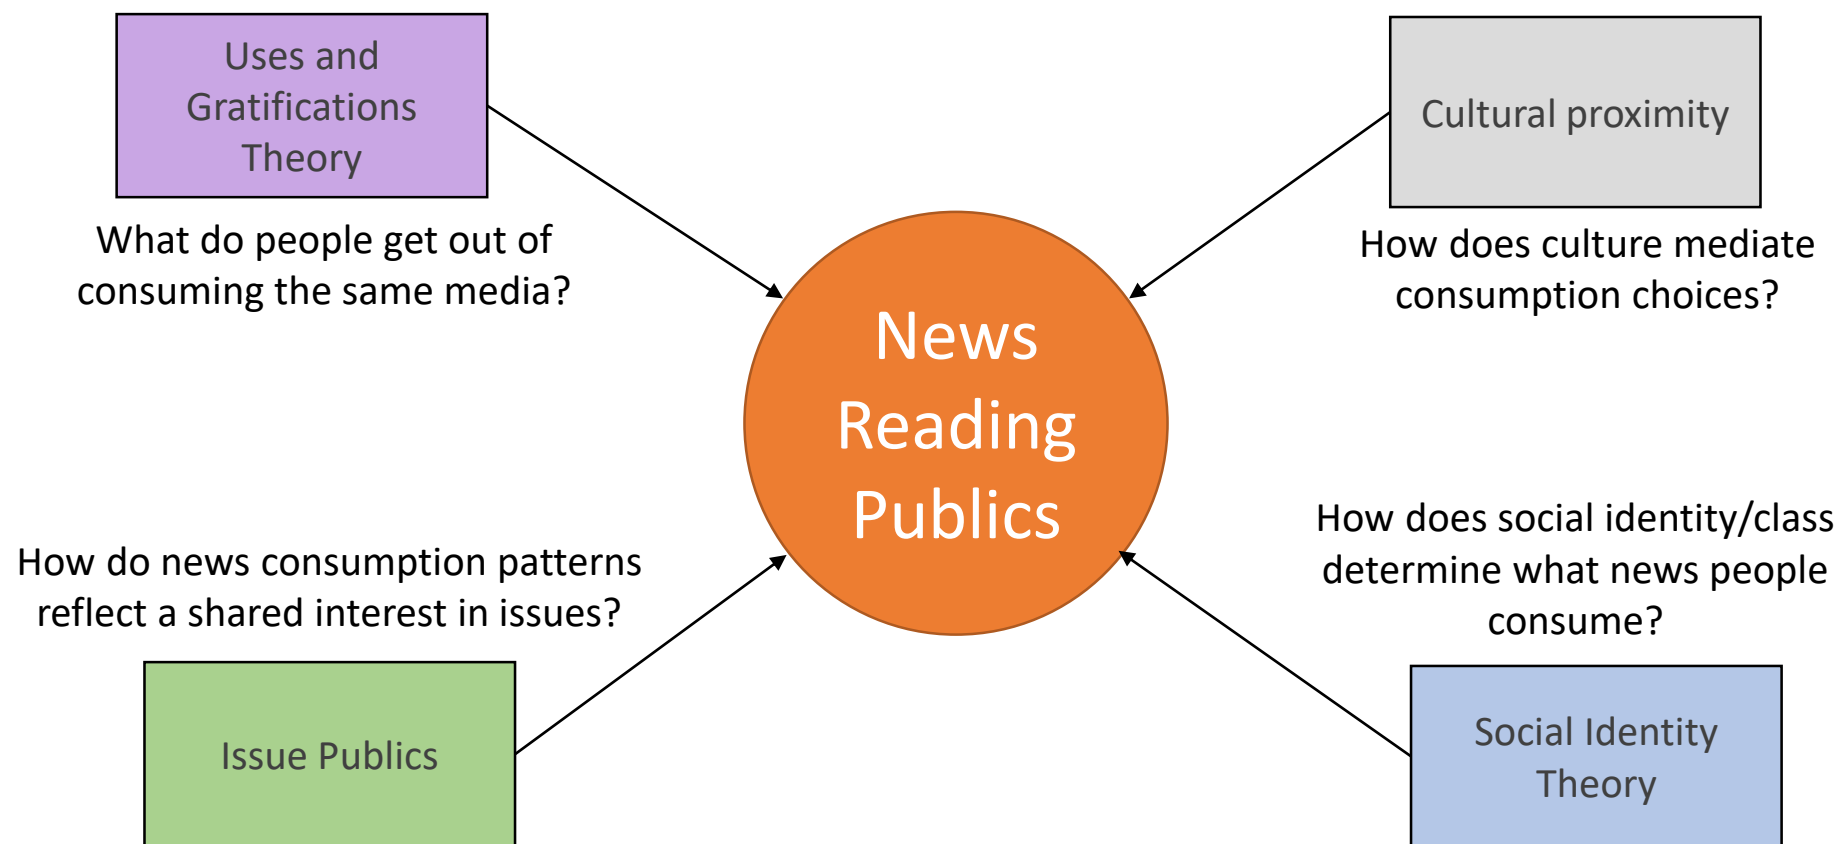 Uses and
Gratifications
Theory
What do people get out of
consuming the same media?
Cultural proximity
How does culture mediate
consumption choices?
News
Reading
Publics
How do news consumption patterns
reflect a shared interest in issues?
Issue Publics
How does social identity/class
determine what news people
consume?
Social Identity
Theory